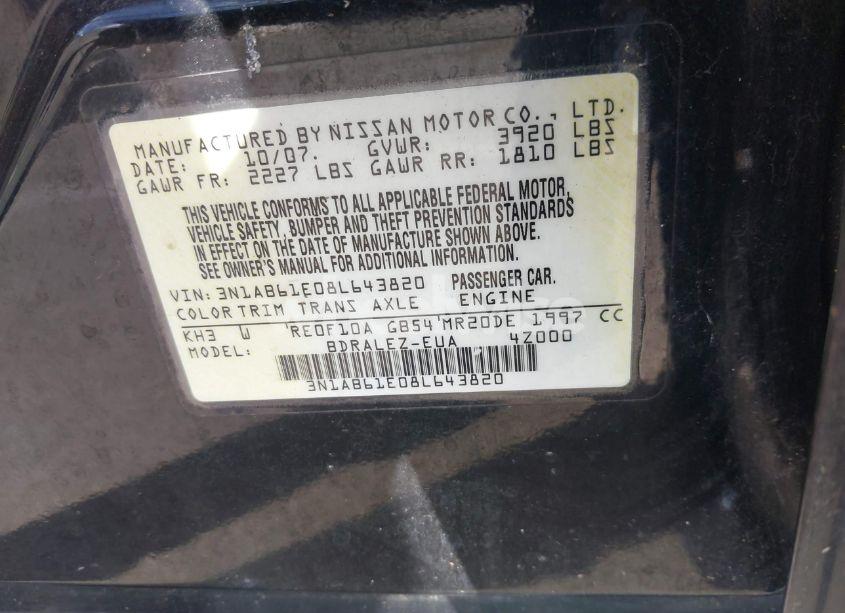 MANUFACTURED BY NISSAN MOTOR CO., LTD.
DATE: 10/07. GVWR: 3920 LBS
GAWR FR: 2227 LBS GAWR RR: 1810 LBS
THIS VEHICLE CONFORMS TO ALL APPLICABLE FEDERAL MOTOR,
VEHICLE SAFETY, BUMPER AND THEFT PREVENTION STANDARDS
IN EFFECT ON THE DATE OF MANUFACTURE SHOWN ABOVE.
SEE OWNER'S MANUAL FOR ADDITIONAL INFORMATION.
VIN: 3N1AB61E08L643820 PASSENGER CAR.
COLOR TRIM TRANS AXLE ENGINE
KH3 W 'RE0F10A GB54'MR20DE 1997 CC
MODEL: BDRALEZ-EUA 4Z000
3N1AB61E08L643820